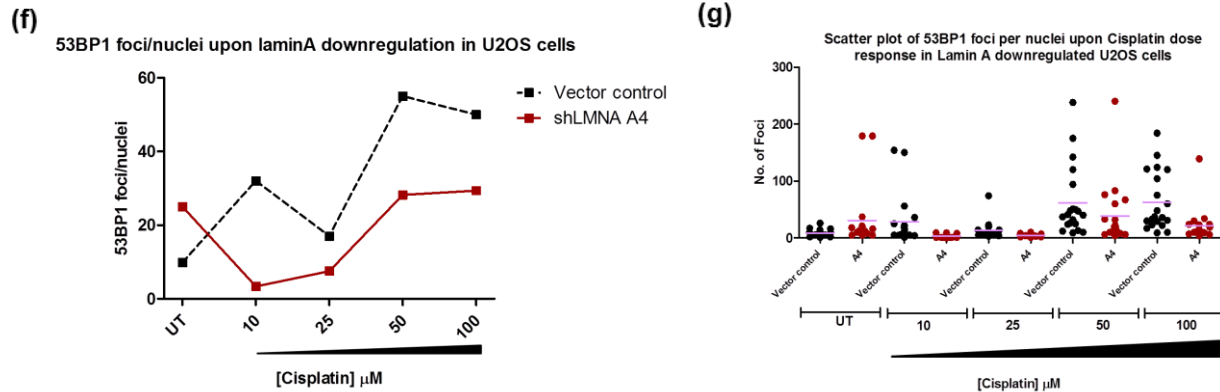 (f)
53BP1 foci/nuclei upon laminA downregulation in U2OS cells
53BP1 foci/nuclei
60
40
20
0
UT
10
25
50
100
[Cisplatin] μM
Vector control
shLMNA A4
(g)
Scatter plot of 53BP1 foci per nuclei upon Cisplatin dose
response in Lamin A downregulated U2OS cells
No. of Foci
300
200
100
0
Vector control
A4
Vector control
A4
Vector control
A4
Vector control
A4
Vector control
A4
UT
10
25
50
100
[Cisplatin] μM